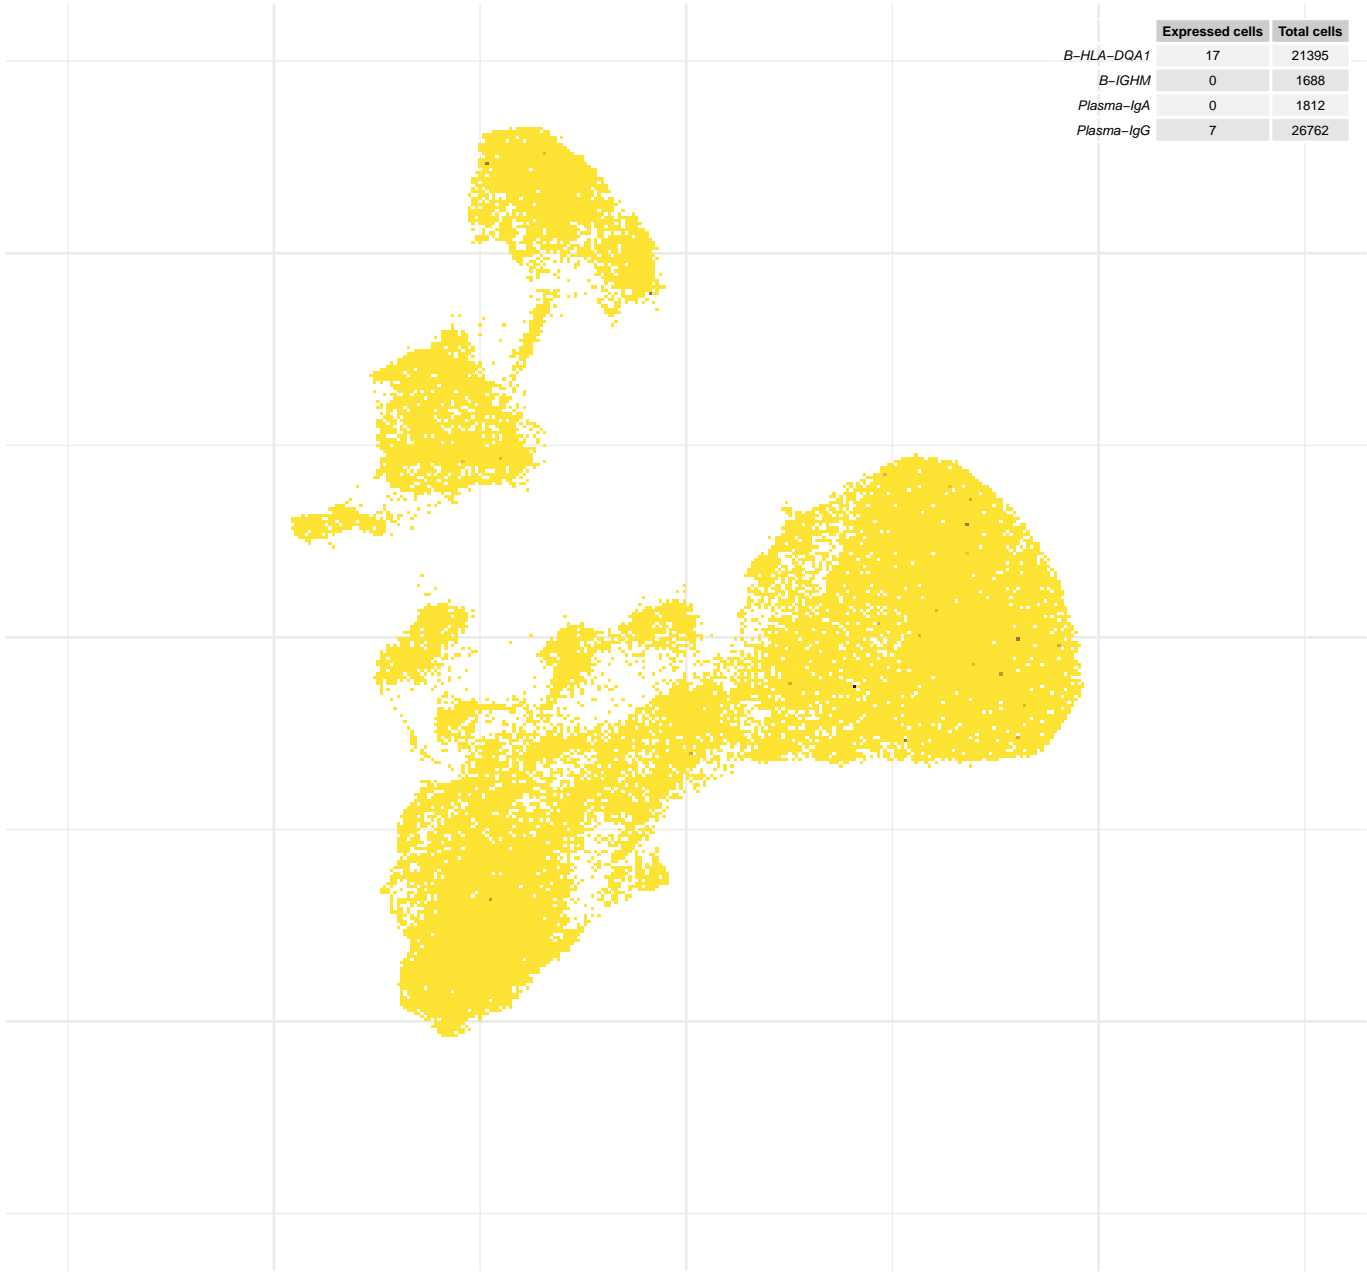 Expressed cells Total cells
B−HLA−DQA1 17 21395
B−IGHM 0 1688
Plasma−IgA 0 1812
Plasma−IgG 7 26762